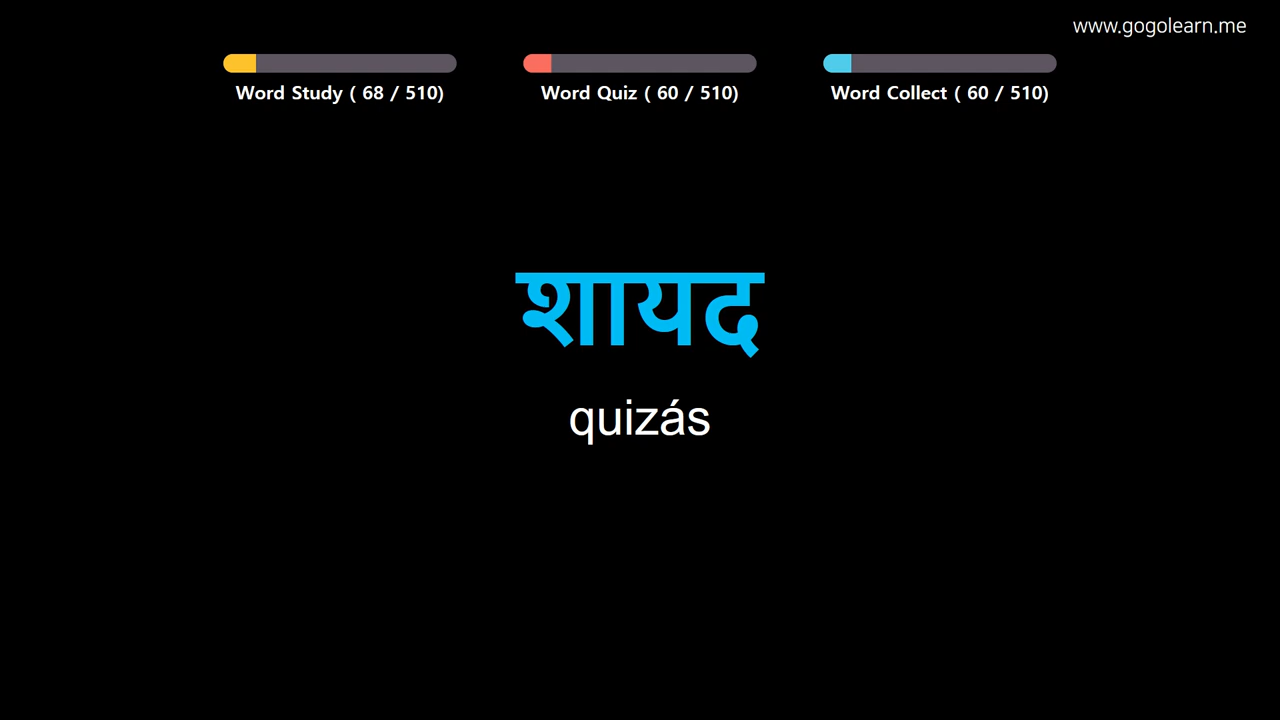 www.gogolearn.me
Word Study ( 68 / 510)
Word Quiz ( 60 / 510)
Word Collect ( 60 / 510)
शायद
quizás